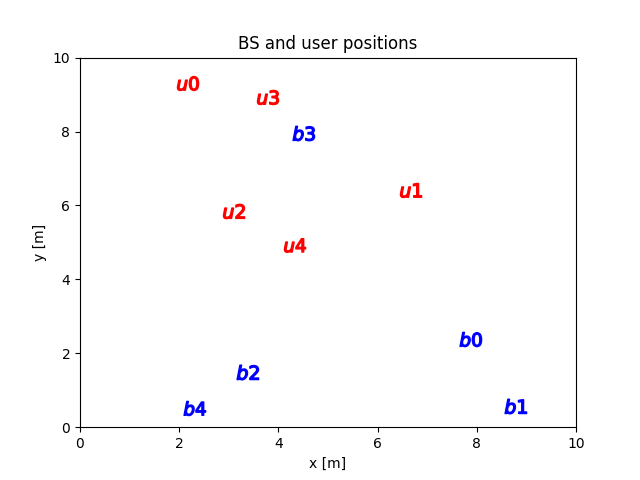 BS and user positions
10
u0
u3
8
b3
u1
6
u2
y [m]
u4
4
b0
2
b2
b4
b1
0
0 2 4 6 8 10
x [m]